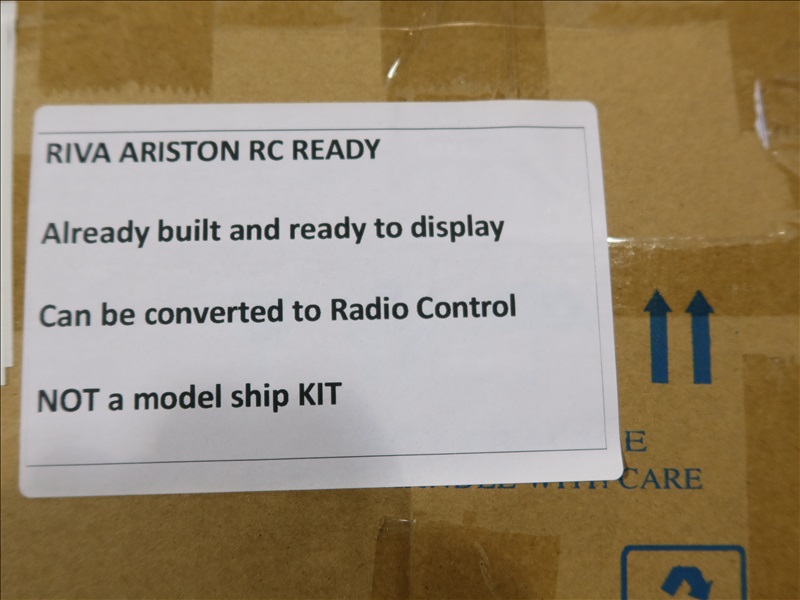 RIVA ARISTON RC READY
Already built and ready to display
Can be converted to Radio Control
NOT a model ship KIT
WITH CARE